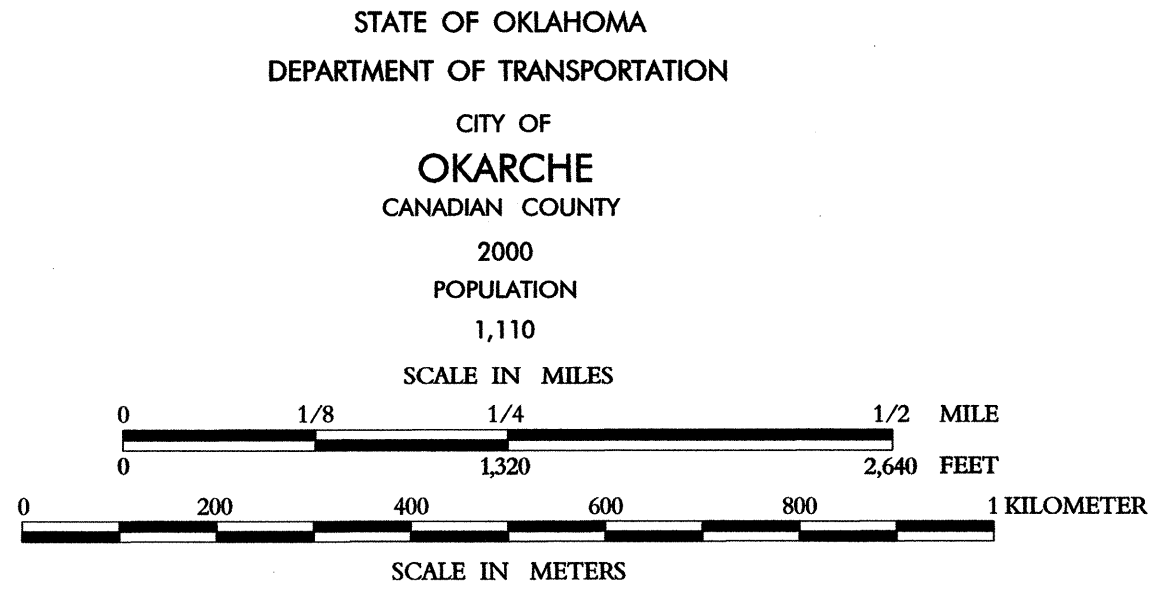 STATE OF OKLAHOMA
DEPARTMENT OF TRANSPORTATION
CITY OF
OKARCHE
CANADIAN COUNTY
2000
POPULATION
1,110
SCALE IN MILES
0 1/8 1/4 1/2 MILE
0 1,320 2,640 FEET
0 200 400 600 800 1 KILOMETER
SCALE IN METERS